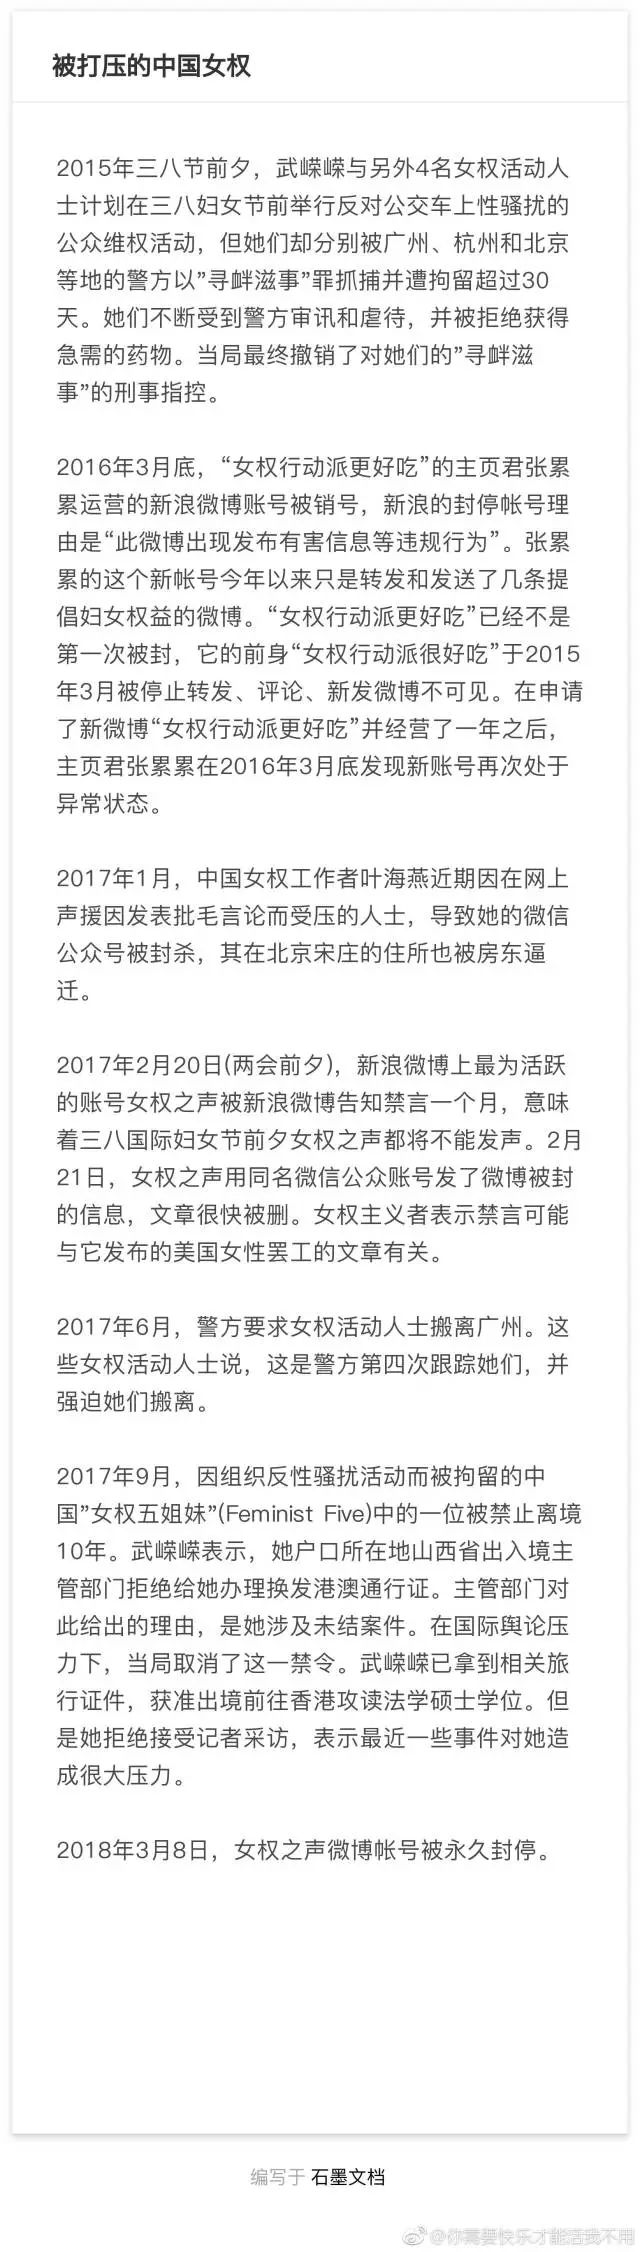 被打压的中国女权
2015年三八节前夕，武嵘嵘与另外4名女权活动人
士计划在三八妇女节前举行反对公交车上性骚扰的
公众维权活动，但她们却分别被广州、杭州和北京
等地的警方以”寻衅滋事”罪抓捕并遭拘留超过30
天。她们不断受到警方审讯和虐待，并被拒绝获得
急需的药物。当局最终撤销了对她们的”寻衅滋
事”的刑事指控。
2016年3月底，“女权行动派更好吃”的主页君张累
累运营的新浪微博账号被销号，新浪的封停帐号理
由是“此微博出现发布有害信息等违规行为”。张累
累的这个新帐号今年以来只是转发和发送了几条提
倡妇女权益的微博。“女权行动派更好吃”已经不是
第一次被封，它的前身“女权行动派很好吃”于2015
年3月被停止转发、评论、新发微博不可见。在申请
了新微博“女权行动派更好吃”并经营了一年之后，
主页君张累累在2016年3月底发现新账号再次处于
异常状态。
2017年1月，中国女权工作者叶海燕近期因在网上
声援因发表批毛言论而受压的人士，导致她的微信
公众号被封杀，其在北京宋庄的住所也被房东逼
迁。
2017年2月20日(两会前夕)，新浪微博上最为活跃
的账号女权之声被新浪微博告知禁言一个月，意味
着三八国际妇女节前夕女权之声都将不能发声。2月
21日，女权之声用同名微信公众账号发了微博被封
的信息，文章很快被删。女权主义者表示禁言可能
与它发布的美国女性罢工的文章有关。
2017年6月，警方要求女权活动人士搬离广州。这
些女权活动人士说，这是警方第四次跟踪她们，并
强迫她们搬离。
2017年9月，因组织反性骚扰活动而被拘留的中
国”女权五姐妹”(Feminist Five)中的一位被禁止离境
10年。武嵘嵘表示，她户口所在地山西省出入境主
管部门拒绝给她办理换发港澳通行证。主管部门对
此给出的理由，是她涉及未结案件。在国际舆论压
力下，当局取消了这一禁令。武嵘嵘已拿到相关旅
行证件，获准出境前往香港攻读法学硕士学位。但
是她拒绝接受记者采访，表示最近一些事件对她造
成很大压力。
2018年3月8日，女权之声微博帐号被永久封停。
编写于 石墨文档
@你需要快乐才能活我不用